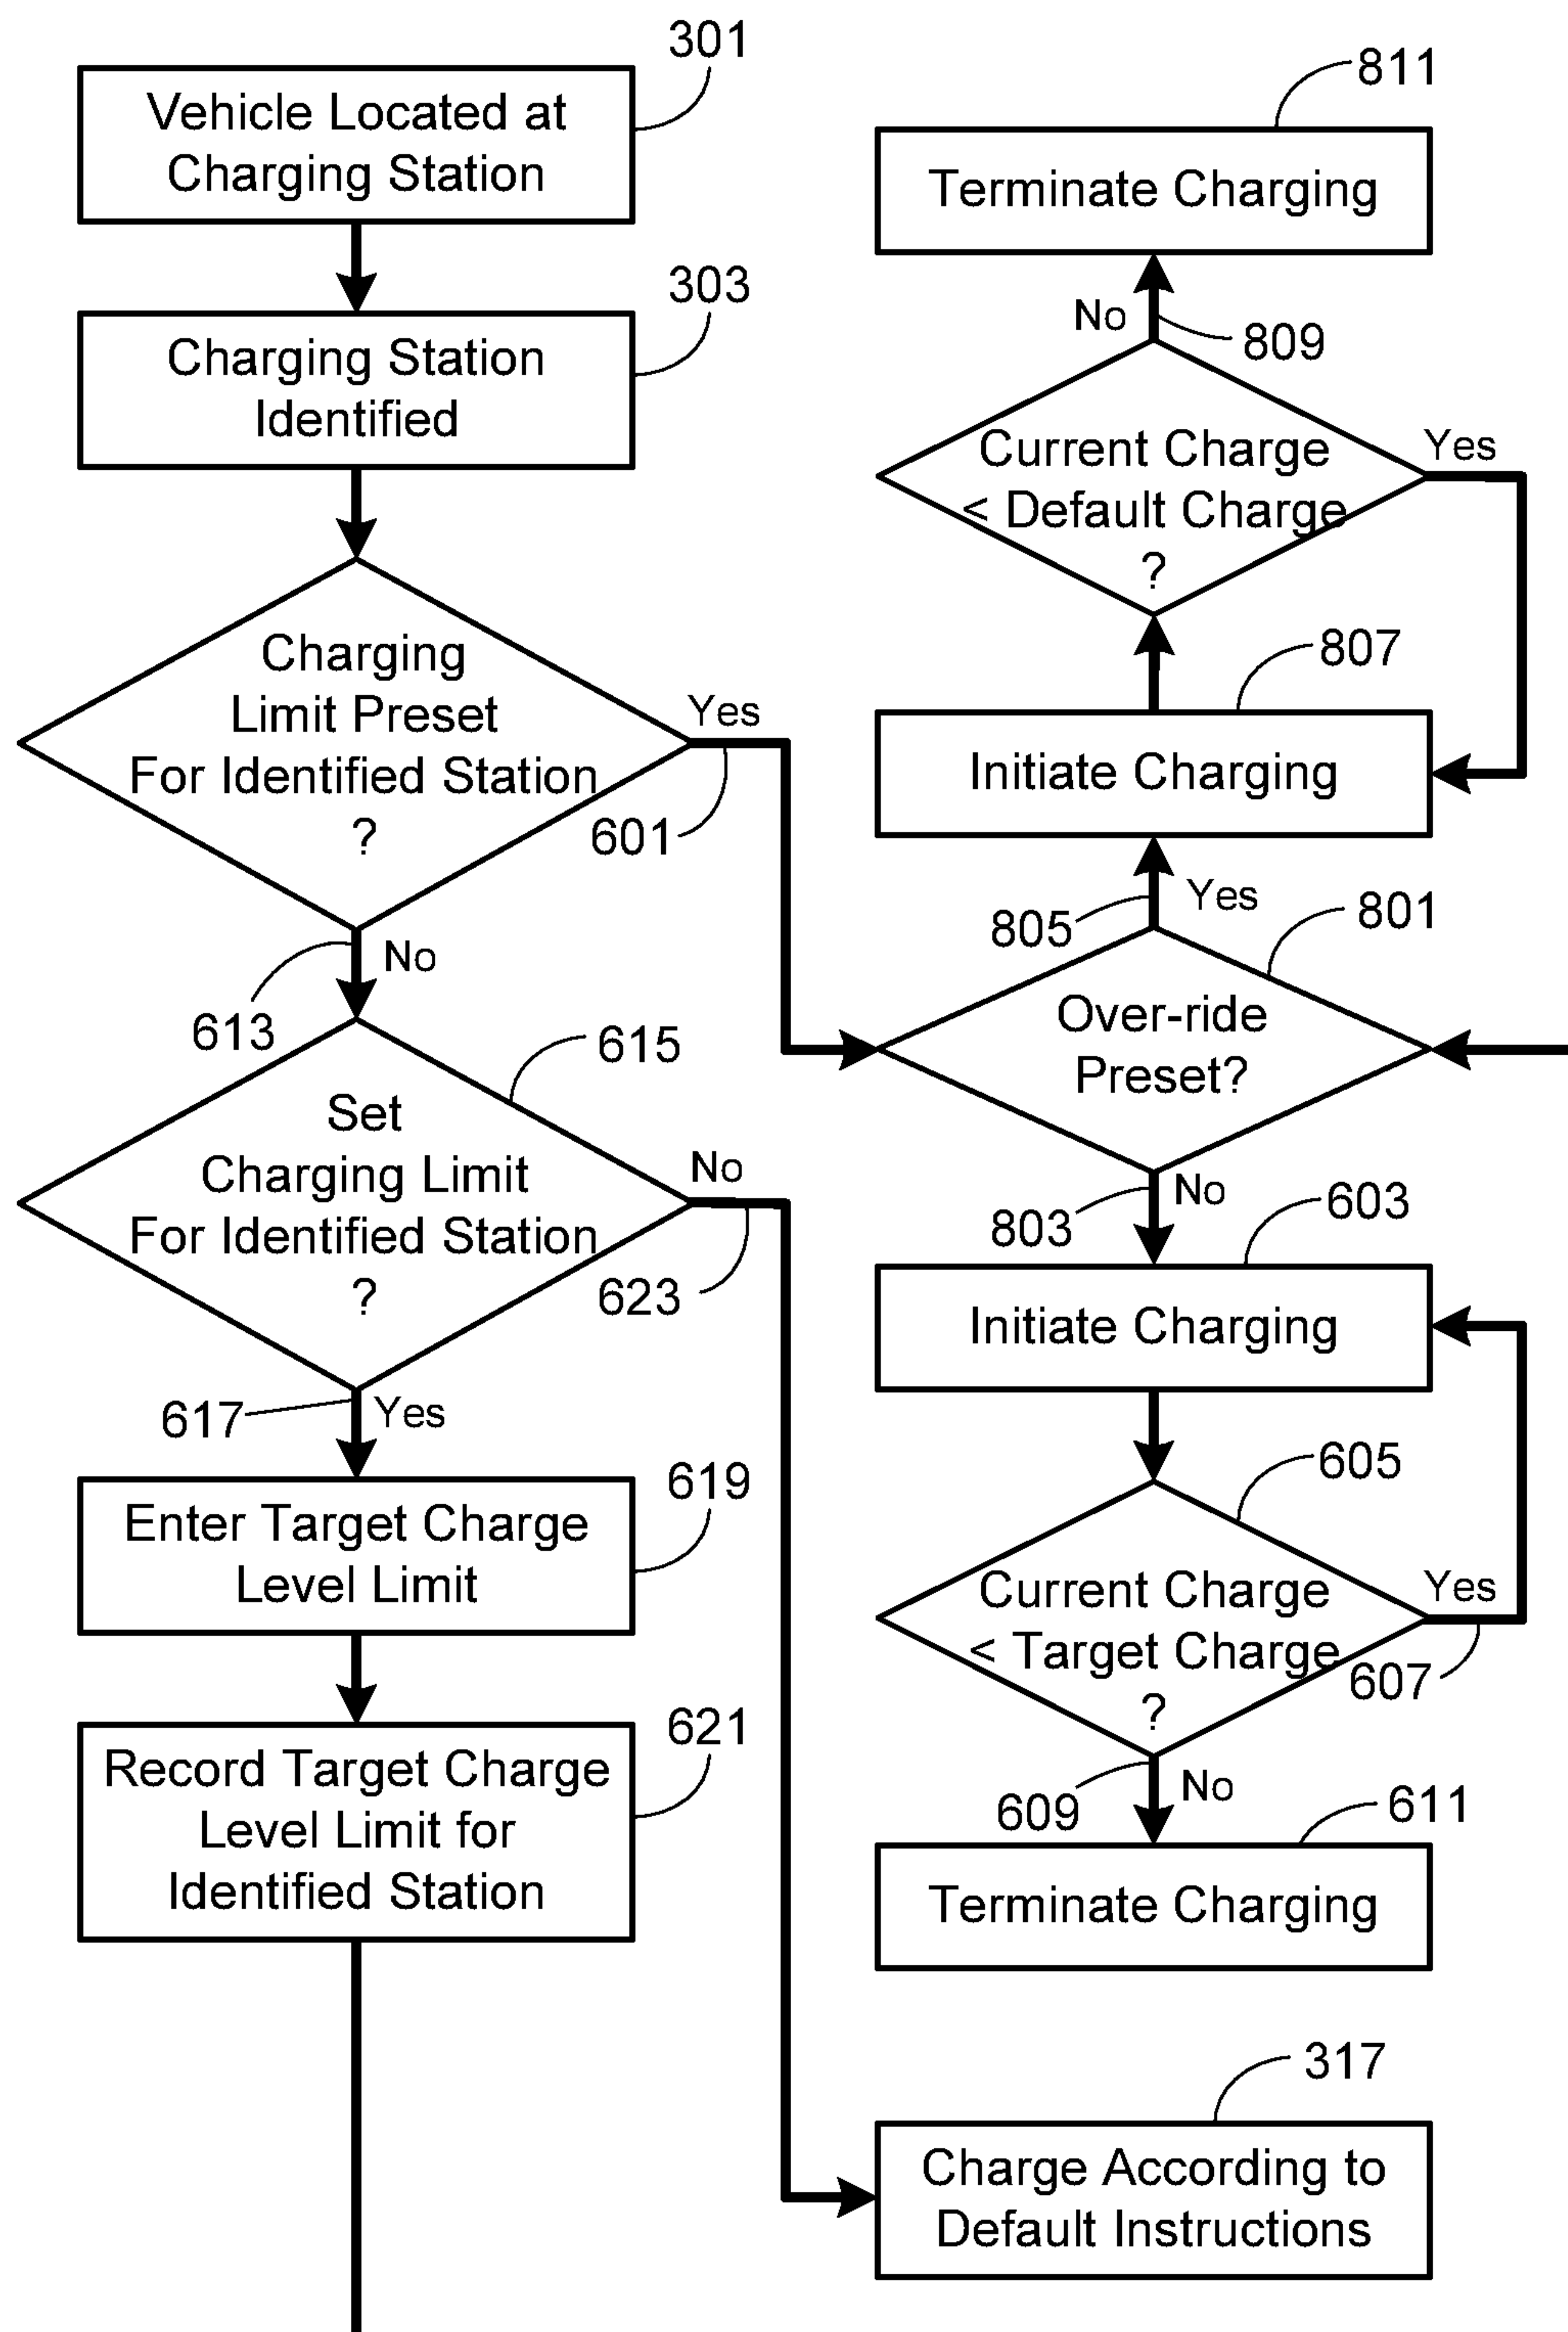 301
Vehicle Located at
Charging Station
303
Charging Station
Identified
Charging
Limit Preset
For Identified Station
?
Yes
601
613
No
615
Set
Charging Limit
For Identified Station
?
No
623
617
Yes
619
Enter Target Charge
Level Limit
621
Record Target Charge
Level Limit for
Identified Station
811
Terminate Charging
No
809
Current Charge
< Default Charge
?
Yes
807
Initiate Charging
805
Yes
801
Over-ride
Preset?
803
No
603
Initiate Charging
605
Current Charge
< Target Charge
?
Yes
607
609
No
611
Terminate Charging
317
Charge According to
Default Instructions